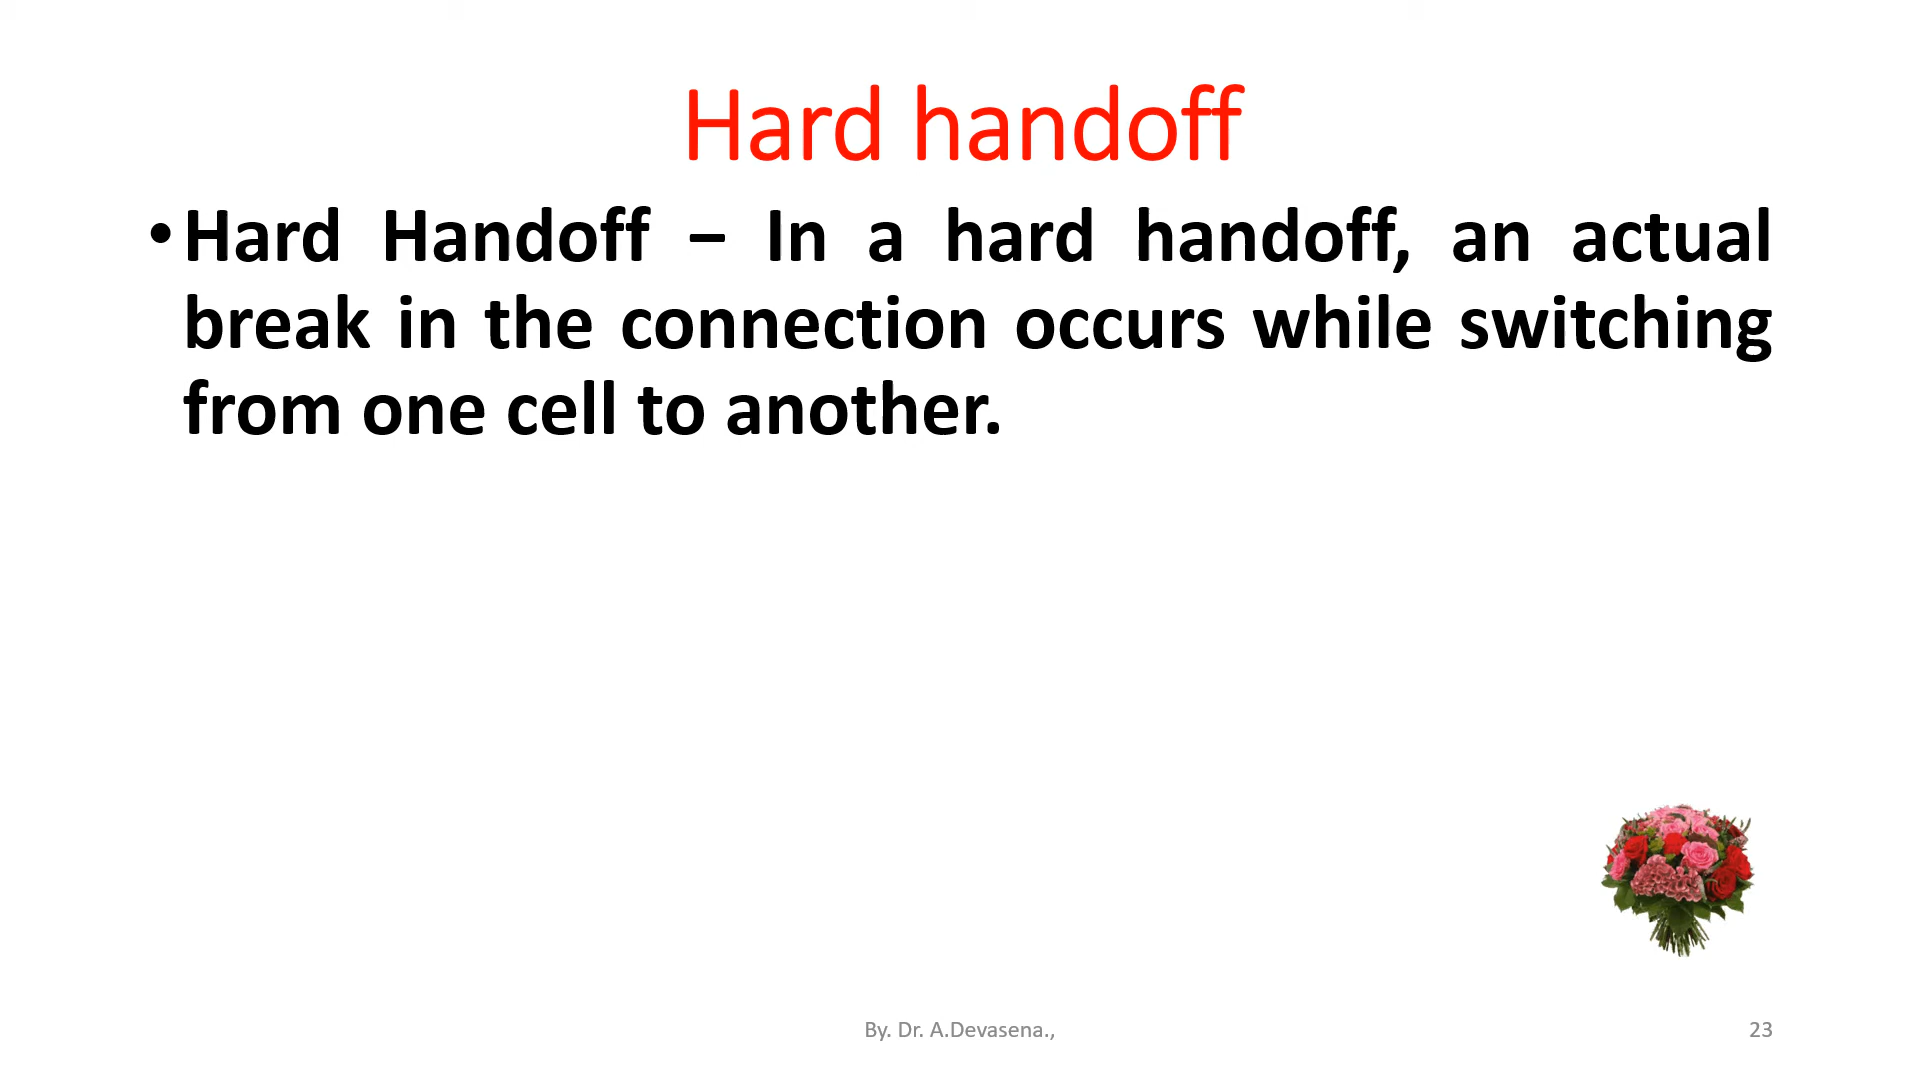 Hard handoff
•Hard Handoff – In a hard handoff, an actual
break in the connection occurs while switching
from one cell to another.
By. Dr. A.Devasena.,
23